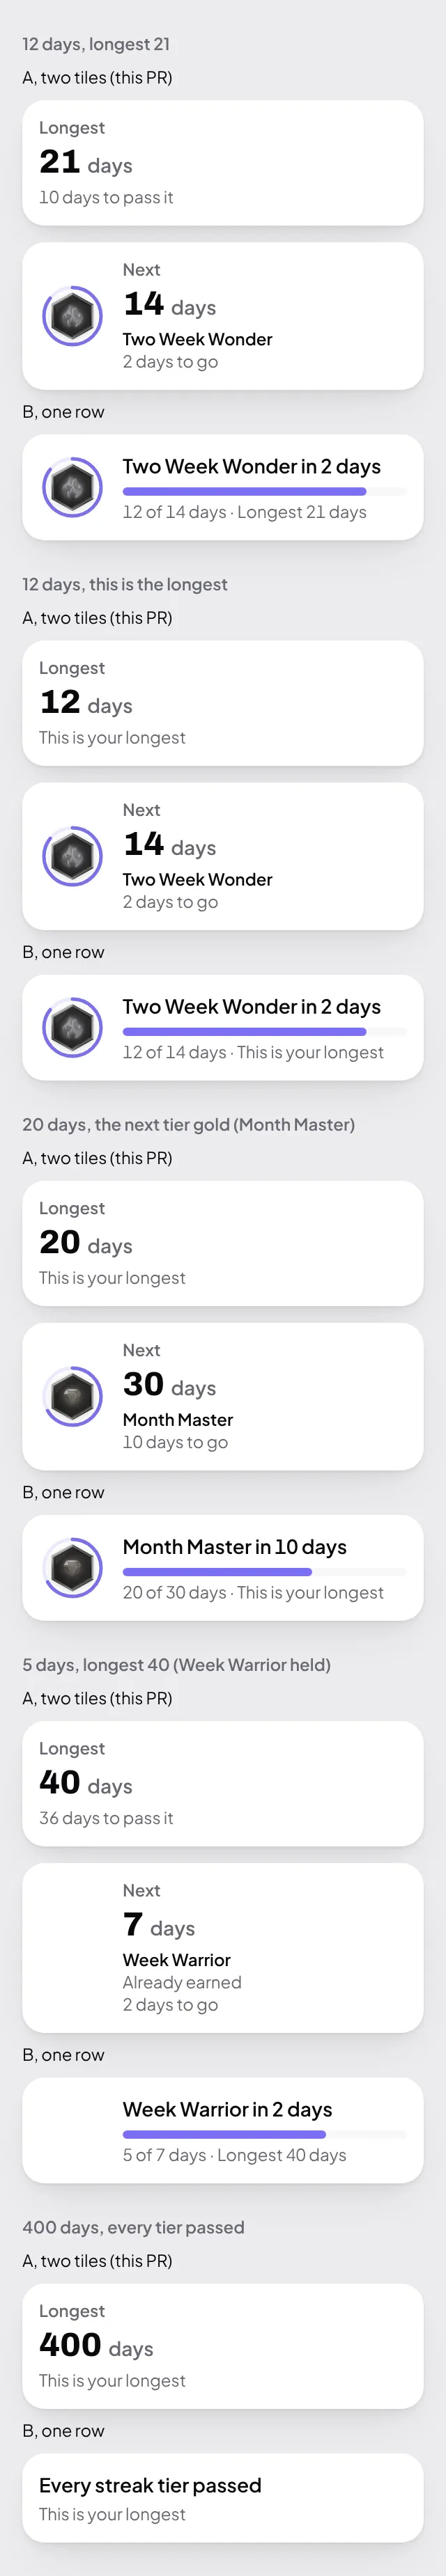 12 days, longest 21
A, two tiles (this PR)
Longest
21 days
10 days to pass it
Next
14 days
Two Week Wonder
2 days to go
B, one row
Two Week Wonder in 2 days
12 of 14 days · Longest 21 days
12 days, this is the longest
A, two tiles (this PR)
Longest
12 days
This is your longest
Next
14 days
Two Week Wonder
2 days to go
B, one row
Two Week Wonder in 2 days
12 of 14 days · This is your longest
20 days, the next tier gold (Month Master)
A, two tiles (this PR)
Longest
20 days
This is your longest
Next
30 days
Month Master
10 days to go
B, one row
Month Master in 10 days
20 of 30 days · This is your longest
5 days, longest 40 (Week Warrior held)
A, two tiles (this PR)
Longest
40 days
36 days to pass it
Next
7 days
Week Warrior
Already earned
2 days to go
B, one row
Week Warrior in 2 days
5 of 7 days · Longest 40 days
400 days, every tier passed
A, two tiles (this PR)
Longest
400 days
This is your longest
B, one row
Every streak tier passed
This is your longest